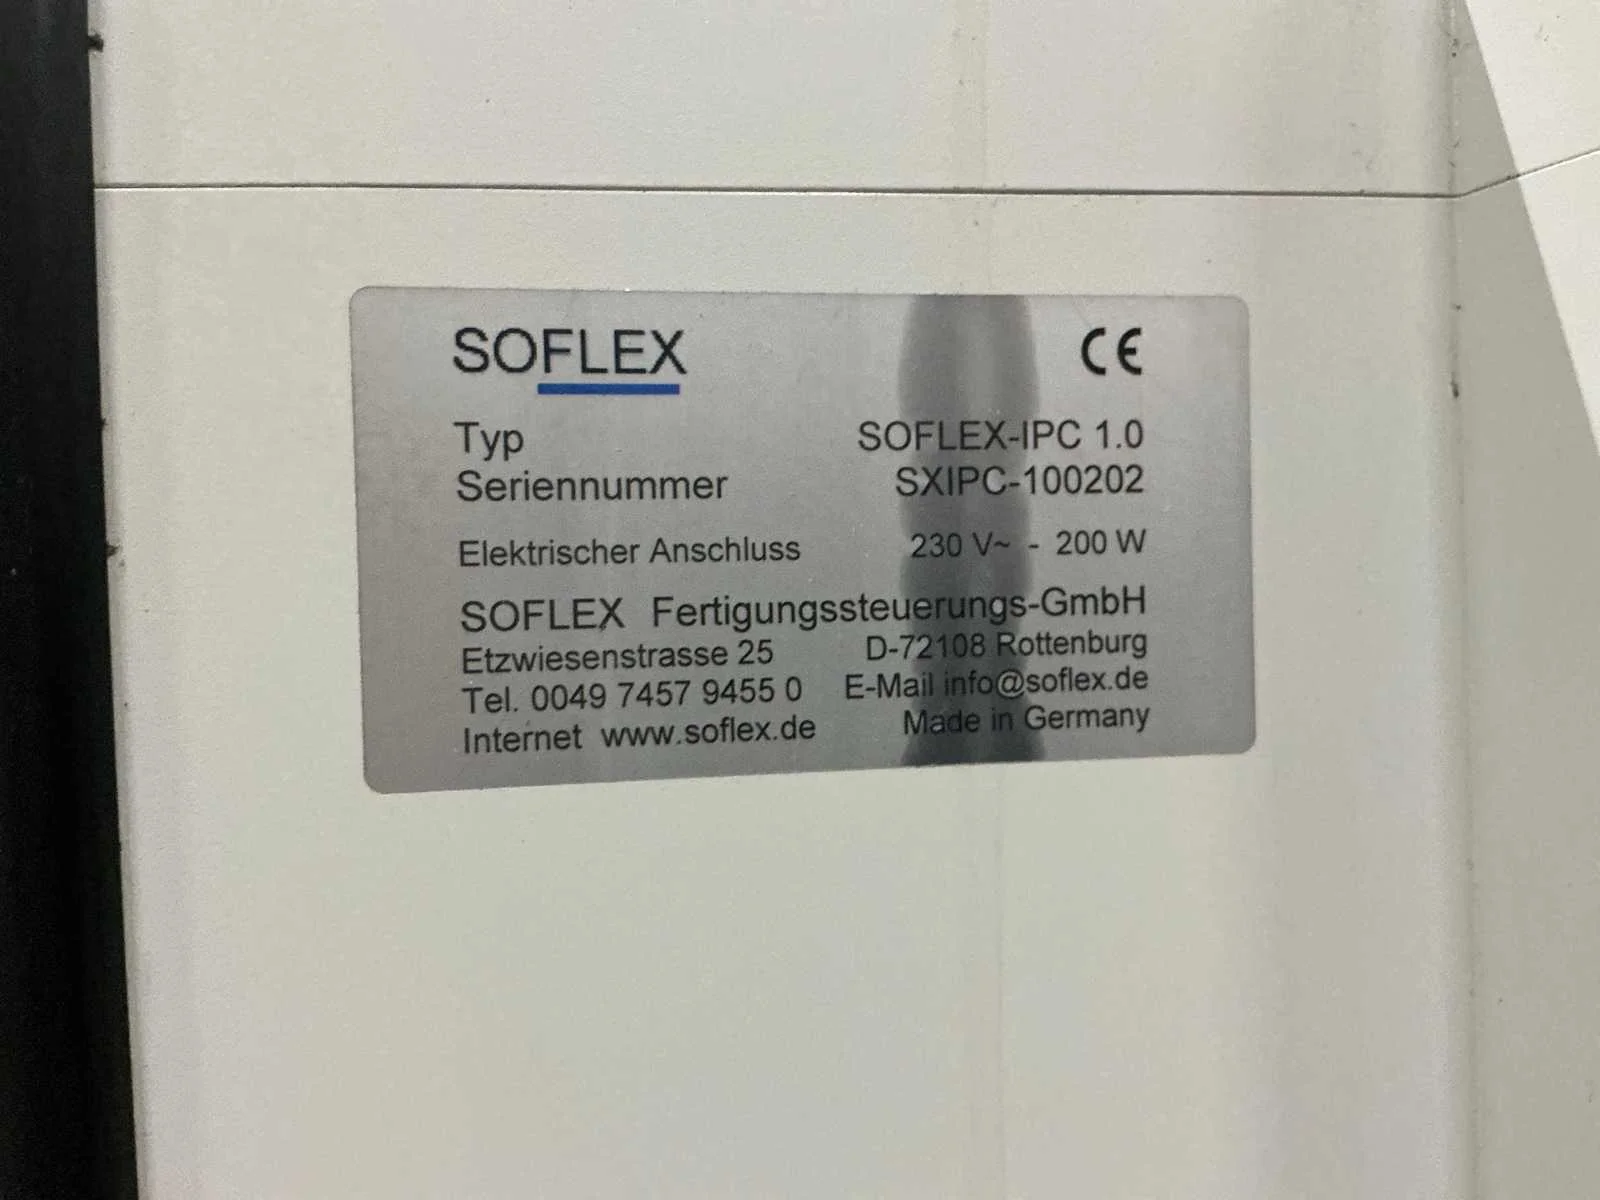 SOFLEX CE
Typ SOFLEX-IPC 1.0
Seriennummer SXIPC-100202
Elektrischer Anschluss 230 V~ - 200 W
SOFLEX Fertigungssteuerungs-GmbH
Etzwiesenstrasse 25 D-72108 Rottenburg
Tel. 0049 7457 9455 0 E-Mail info@soflex.de
Internet www.soflex.de Made in Germany